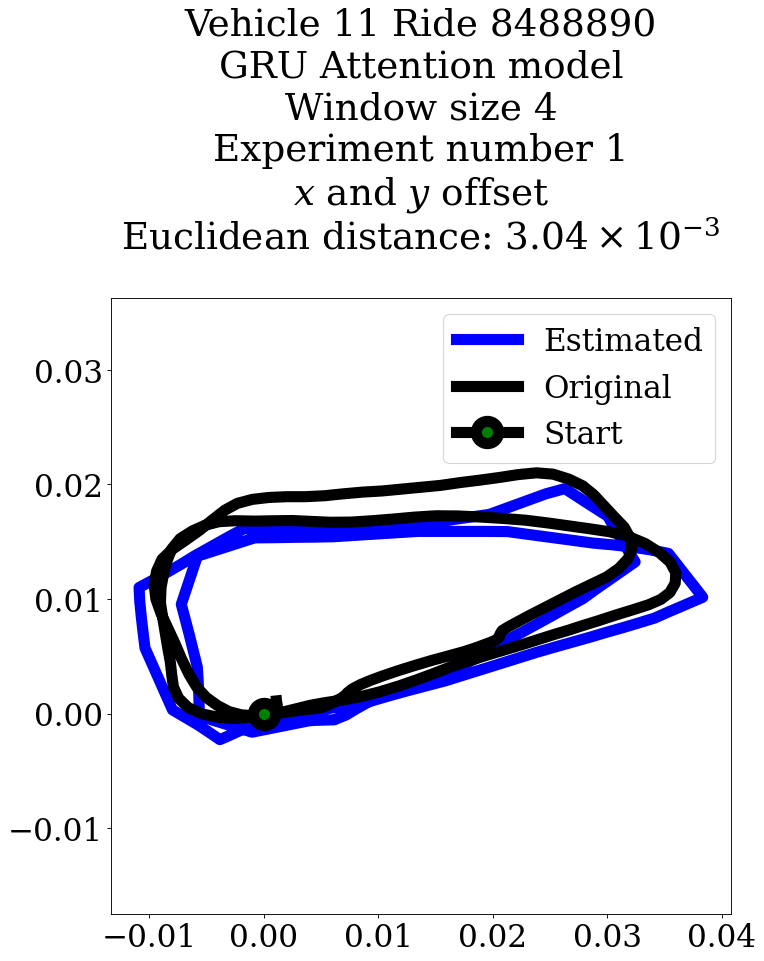 Vehicle 11 Ride 8488890
GRU Attention model
Window size 4
Experiment number 1
x and y offset
Euclidean distance: 3.04 × 10⁻³
Estimated
Original
Start
0.03
0.02
0.01
0.00
−0.01
−0.01 0.00 0.01 0.02 0.03 0.04